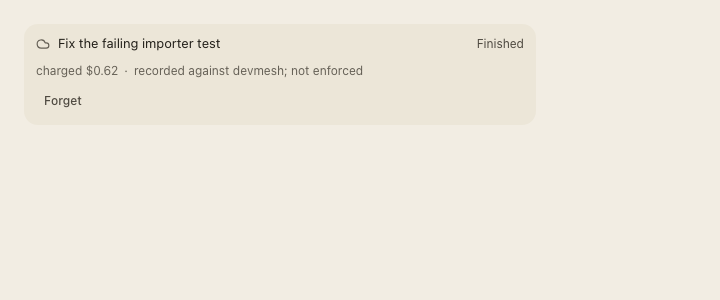 Fix the failing importer test Finished
charged $0.62 · recorded against devmesh; not enforced
Forget